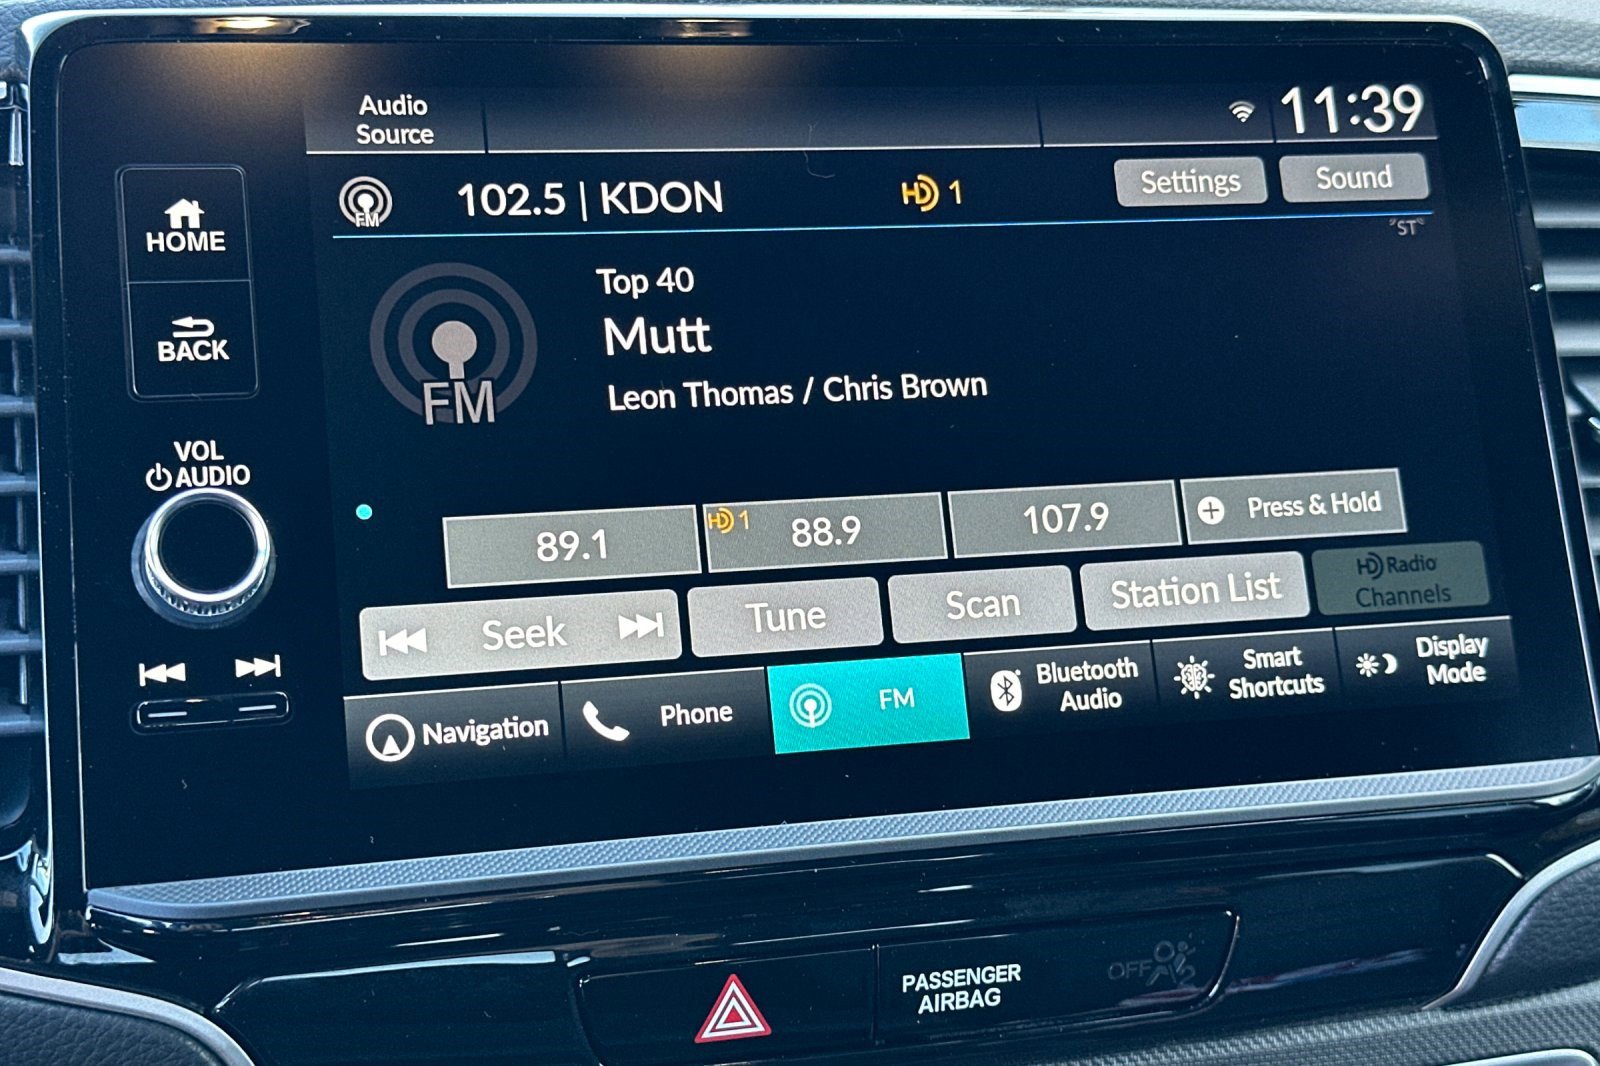 Audio
Source
11:39
FM
102.5 | KDON
HD 1
Settings
Sound
"ST"
HOME
BACK
VOL
AUDIO
FM
Top 40
Mutt
Leon Thomas / Chris Brown
89.1
HD 1 88.9
107.9
+ Press & Hold
Seek
Tune
Scan
Station List
HD Radio
Channels
Navigation
Phone
FM
Bluetooth
Audio
Smart
Shortcuts
Display
Mode
PASSENGER
AIRBAG
OFF